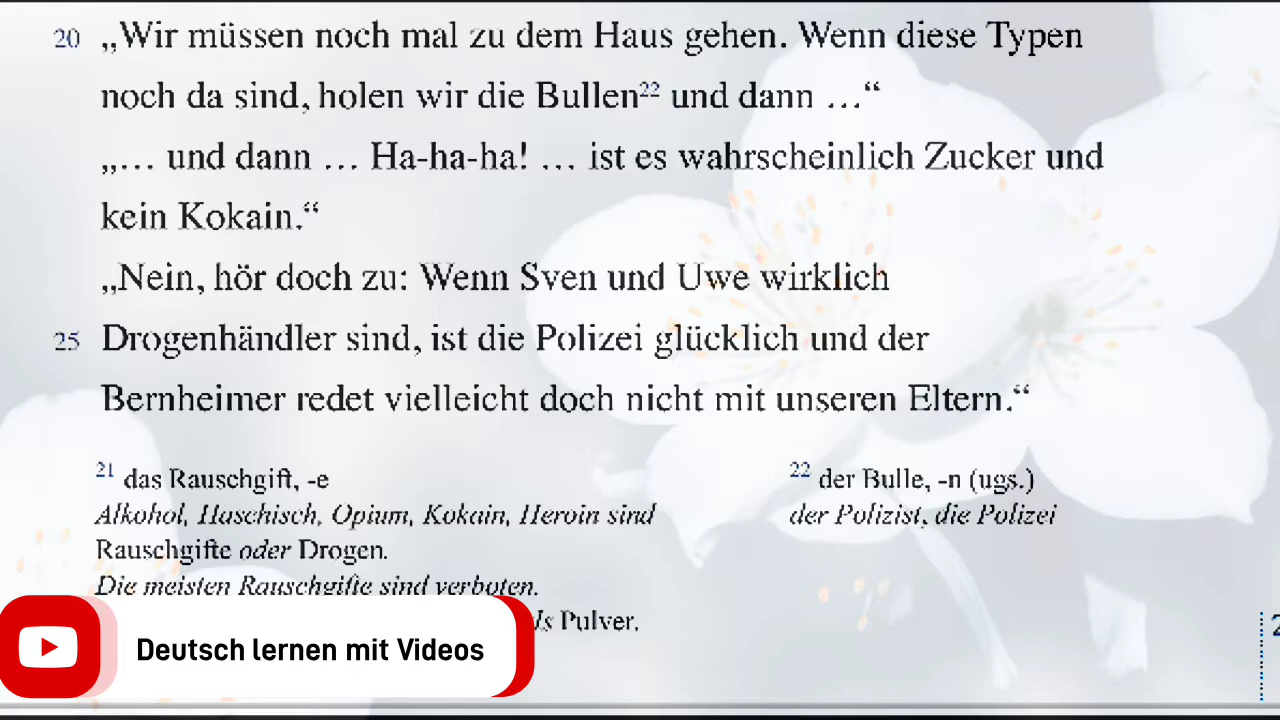 20 „Wir müssen noch mal zu dem Haus gehen. Wenn diese Typen
noch da sind, holen wir die Bullen²² und dann …“
„… und dann … Ha-ha-ha! … ist es wahrscheinlich Zucker und
kein Kokain.“
„Nein, hör doch zu: Wenn Sven und Uwe wirklich
25 Drogenhändler sind, ist die Polizei glücklich und der
Bernheimer redet vielleicht doch nicht mit unseren Eltern.“
²¹ das Rauschgift, -e
Alkohol, Haschisch, Opium, Kokain, Heroin sind
Rauschgifte oder Drogen.
Die meisten Rauschgifte sind verboten.
Pulver.
²² der Bulle, -n (ugs.)
der Polizist, die Polizei
Deutsch lernen mit Videos